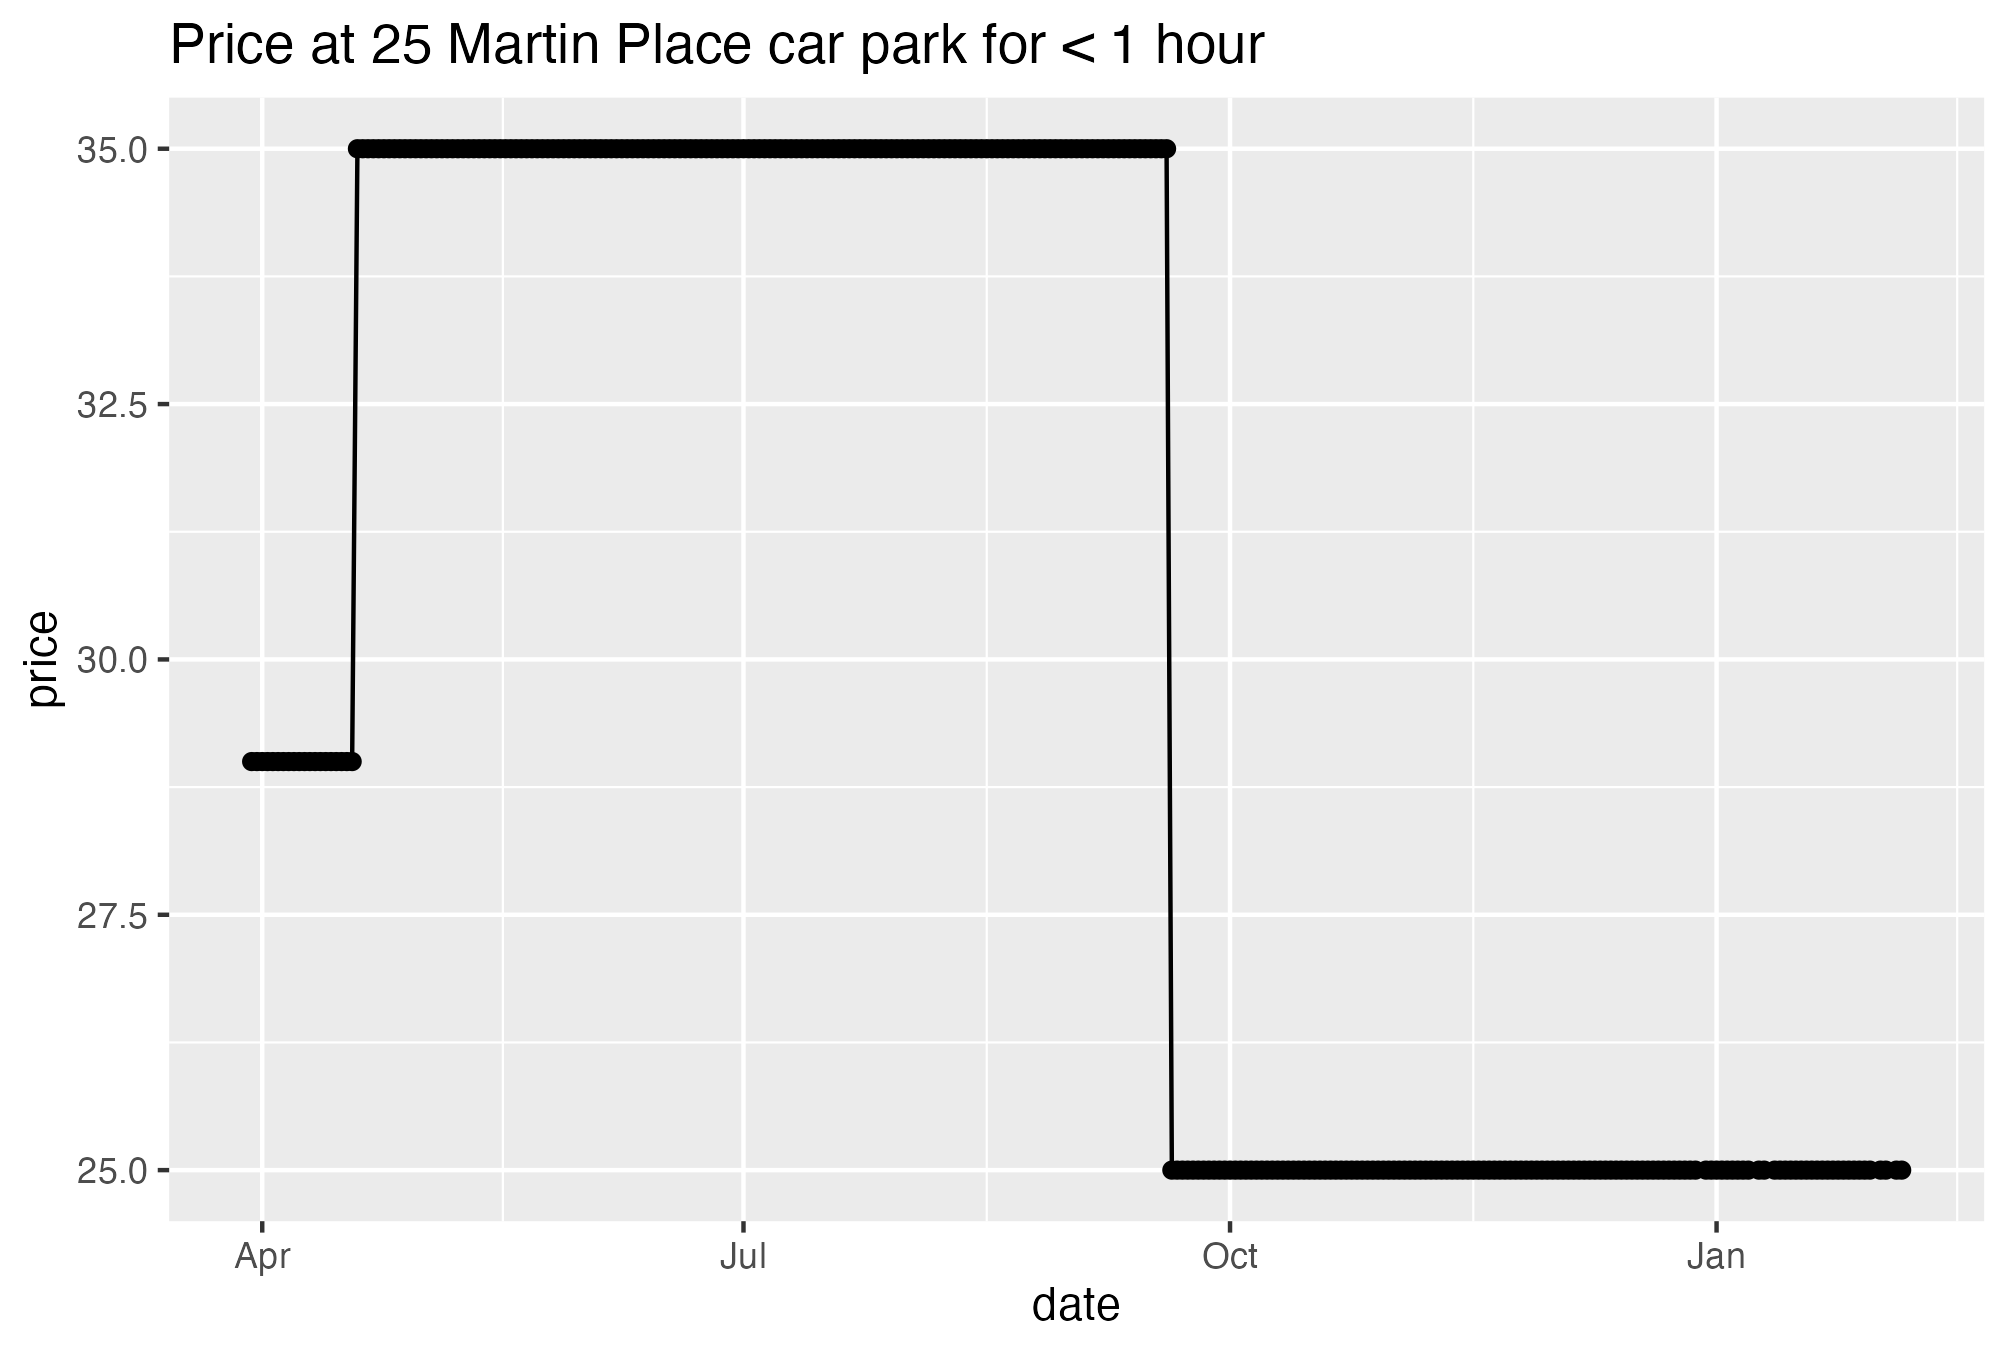 Price at 25 Martin Place car park for < 1 hour
35.0
32.5
30.0
27.5
25.0
price
Apr
Jul
Oct
Jan
date